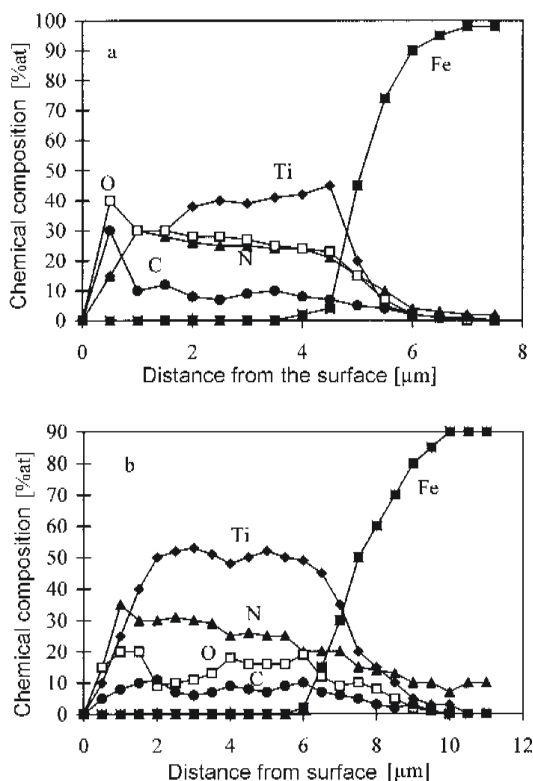 100
90
80
70
60
50
40
30
20
10
0
Chemical composition [%at]
a
Fe
Ti
O
N
C
0 2 4 6 8
Distance from the surface [μm]
90
80
70
60
50
40
30
20
10
0
Chemical composition [%at]
b
Fe
Ti
N
O
C
0 2 4 6 8 10 12
Distance from surface [μm]